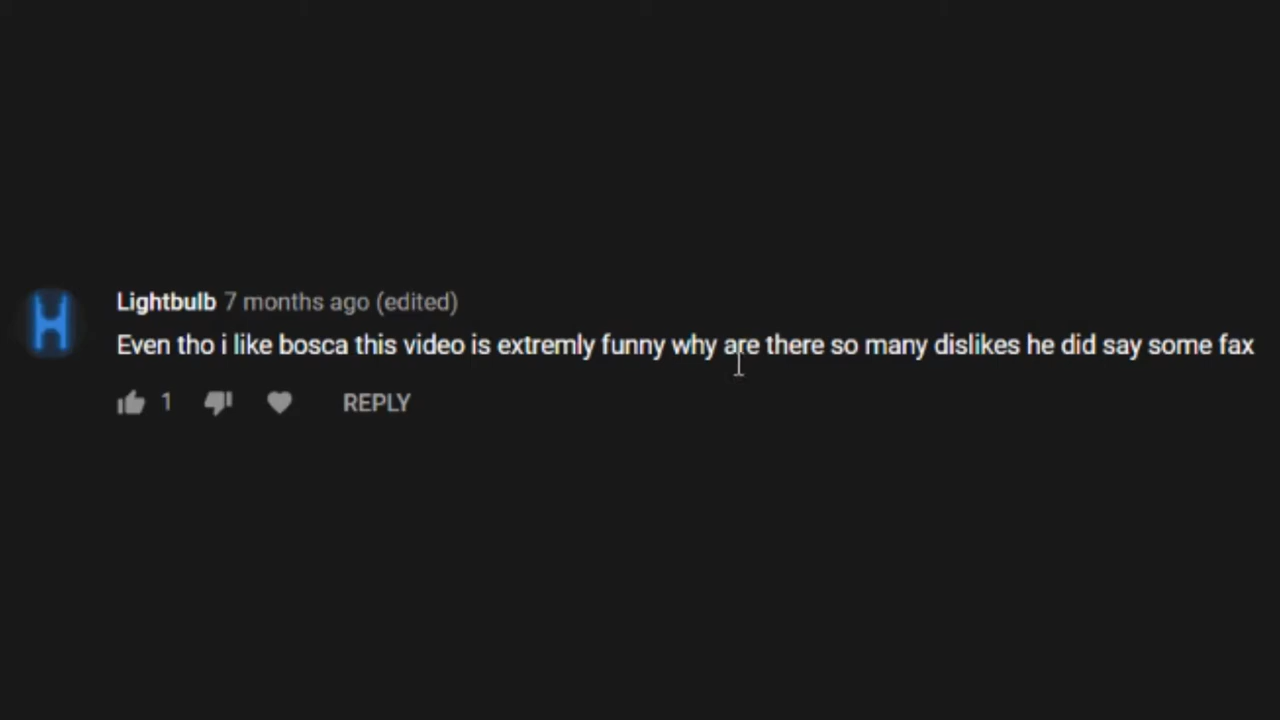 Lightbulb 7 months ago (edited)
Even tho i like bosca this video is extremly funny why are there so many dislikes he did say some fax
1 REPLY